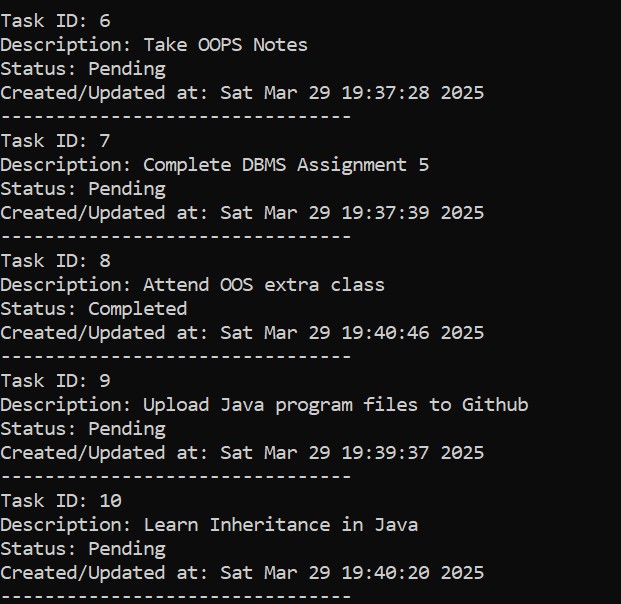 Task ID: 6
Description: Take OOPS Notes
Status: Pending
Created/Updated at: Sat Mar 29 19:37:28 2025
--------------------------------
Task ID: 7
Description: Complete DBMS Assignment 5
Status: Pending
Created/Updated at: Sat Mar 29 19:37:39 2025
--------------------------------
Task ID: 8
Description: Attend OOS extra class
Status: Completed
Created/Updated at: Sat Mar 29 19:40:46 2025
--------------------------------
Task ID: 9
Description: Upload Java program files to Github
Status: Pending
Created/Updated at: Sat Mar 29 19:39:37 2025
--------------------------------
Task ID: 10
Description: Learn Inheritance in Java
Status: Pending
Created/Updated at: Sat Mar 29 19:40:20 2025
--------------------------------